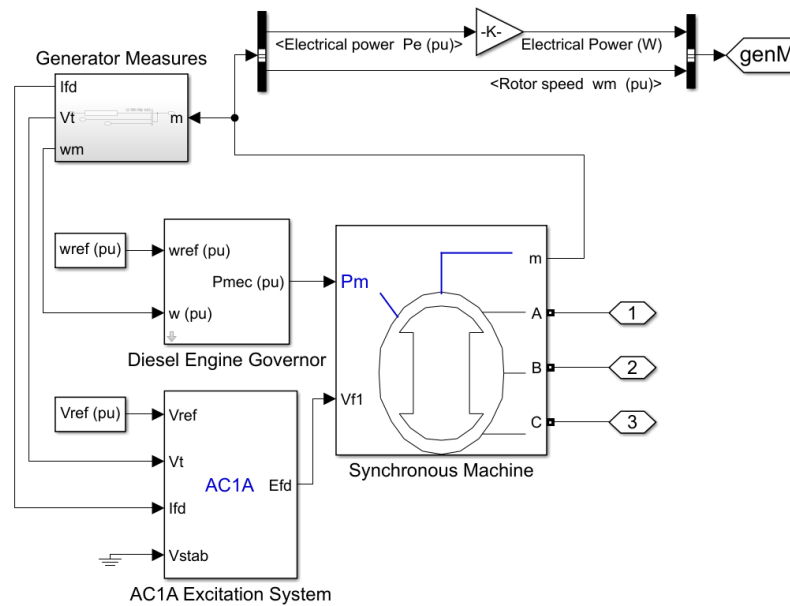 <Electrical power Pe (pu)>
-K-
Electrical Power (W)
<Rotor speed wm (pu)>
genM
Generator Measures
Ifd
Vt
wm
m
wref (pu)
wref (pu)
Pmec (pu)
w (pu)
Diesel Engine Governor
Pm
m
A
B
C
Vf1
Synchronous Machine
1
2
3
Vref (pu)
Vref
Vt
AC1A
Efd
Ifd
Vstab
AC1A Excitation System